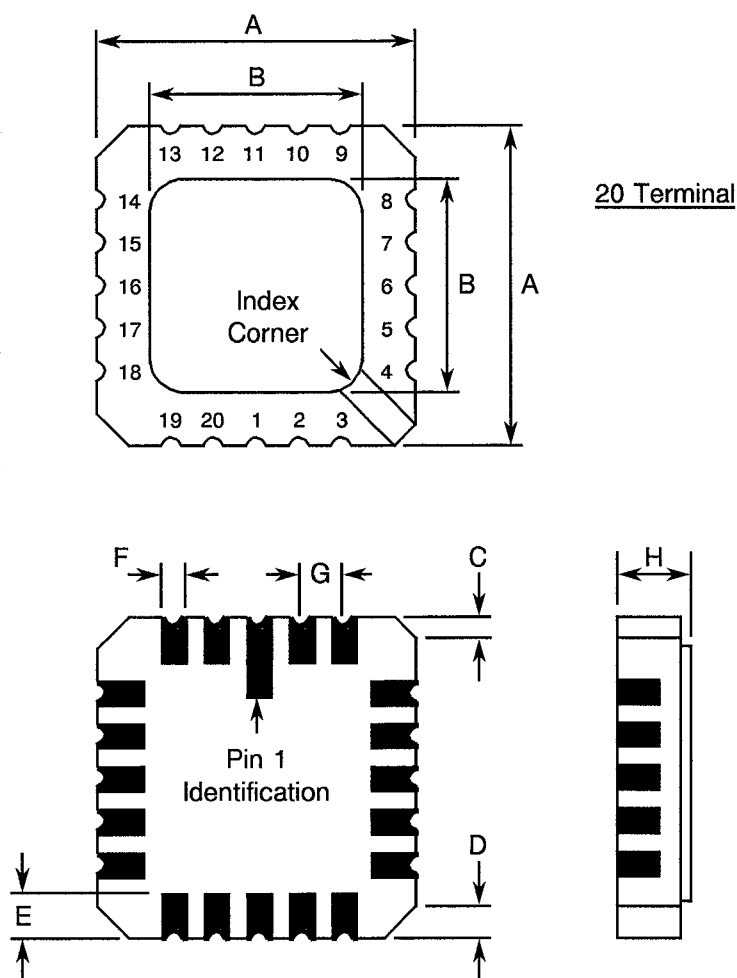 A
B
13 12 11 10 9
14
15
16
17
18
8
7
6
5
4
Index
Corner
B
A
20 Terminal
19 20 1 2 3
F
G
C
H
Pin 1
Identification
D
E